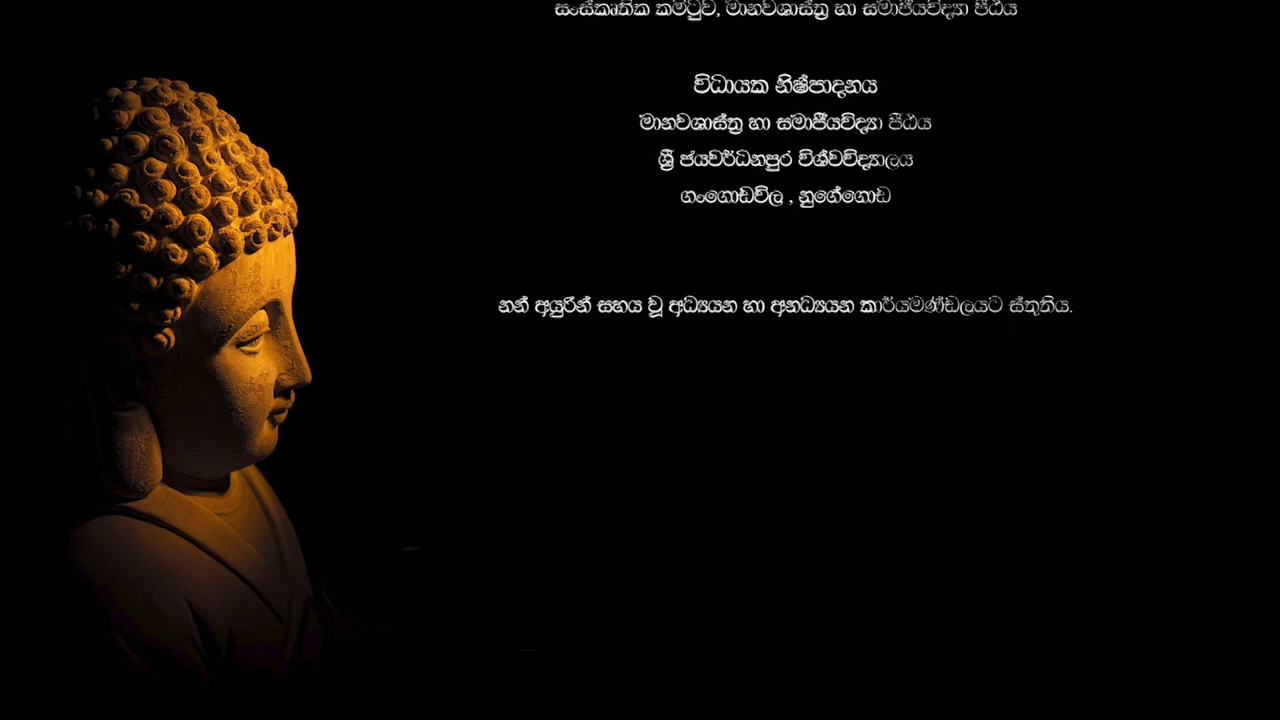 සංස්කෘතික කමිටුව, මානවශාස්ත්‍ර හා සමාජීයවිද්‍යා පීඨය
විධායක නිෂ්පාදනය
මානවශාස්ත්‍ර හා සමාජීයවිද්‍යා පීඨය
ශ්‍රී ජයවර්ධනපුර විශ්වවිද්‍යාලය
ගංගොඩවිල , නුගේගොඩ
නන් අයුරින් සහය වූ අධ්‍යයන හා අනධ්‍යයන කාර්යමණ්ඩලයට ස්තුතිය.